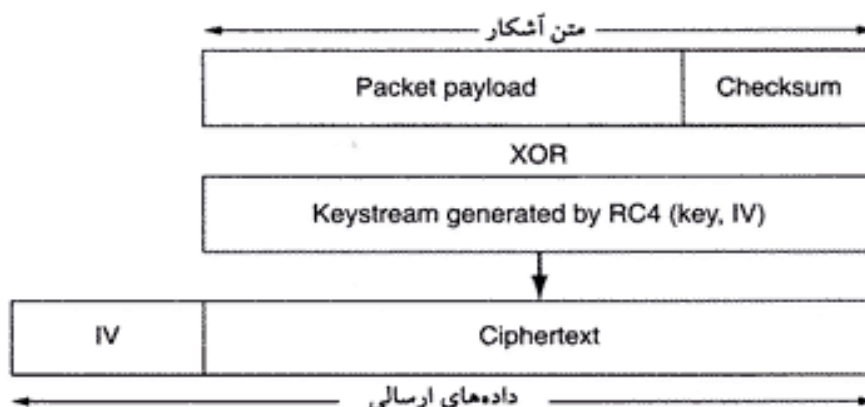 متن آشکار
Packet payload Checksum
XOR
Keystream generated by RC4 (key, IV)
IV Ciphertext
داده‌های ارسالی